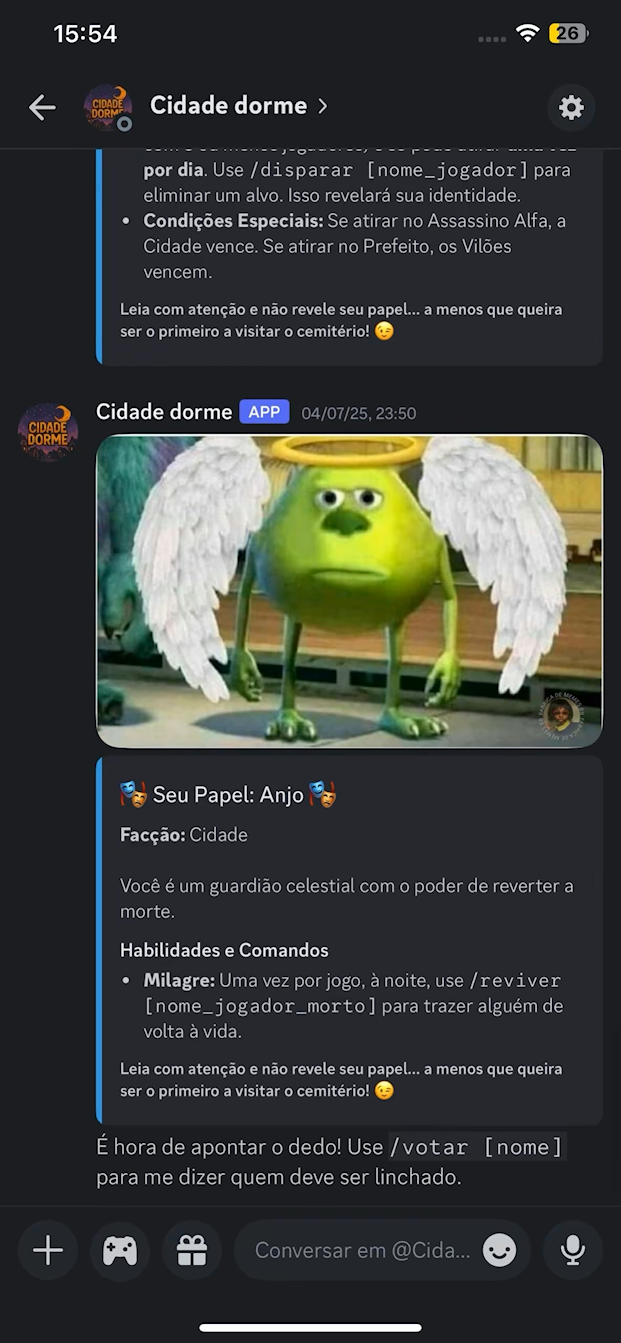 15:54
26
CIDADE DORME
Cidade dorme
por dia. Use /disparar [nome_jogador] para
eliminar um alvo. Isso revelará sua identidade.
• Condições Especiais: Se atirar no Assassino Alfa, a
Cidade vence. Se atirar no Prefeito, os Vilões
vencem.
Leia com atenção e não revele seu papel... a menos que queira
ser o primeiro a visitar o cemitério! 😉
Cidade dorme APP 04/07/25, 23:50
CIDADE
DORME
🎭 Seu Papel: Anjo 🎭
Facção: Cidade
Você é um guardião celestial com o poder de reverter a
morte.
Habilidades e Comandos
• Milagre: Uma vez por jogo, à noite, use /reviver
[nome_jogador_morto] para trazer alguém de
volta à vida.
Leia com atenção e não revele seu papel... a menos que queira
ser o primeiro a visitar o cemitério! 😉
É hora de apontar o dedo! Use /votar [nome]
para me dizer quem deve ser linchado.
Conversar em @Cida...